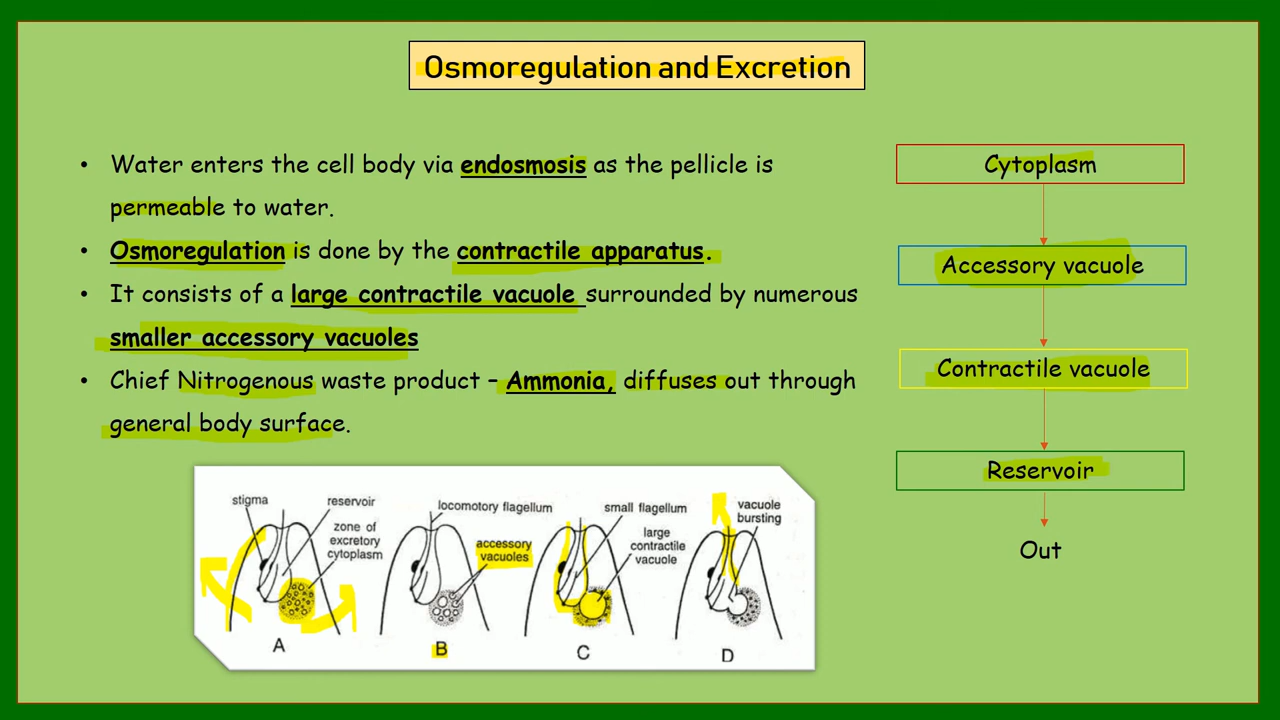 Osmoregulation and Excretion
• Water enters the cell body via endosmosis as the pellicle is
permeable to water.
• Osmoregulation is done by the contractile apparatus.
• It consists of a large contractile vacuole surrounded by numerous
smaller accessory vacuoles
• Chief Nitrogenous waste product – Ammonia, diffuses out through
general body surface.
Cytoplasm
Accessory vacuole
Contractile vacuole
Reservoir
Out
stigma
reservoir
zone of
excretory
cytoplasm
A
locomotory flagellum
accessory
vacuoles
B
small flagellum
large
contractile
vacuole
C
vacuole
bursting
D